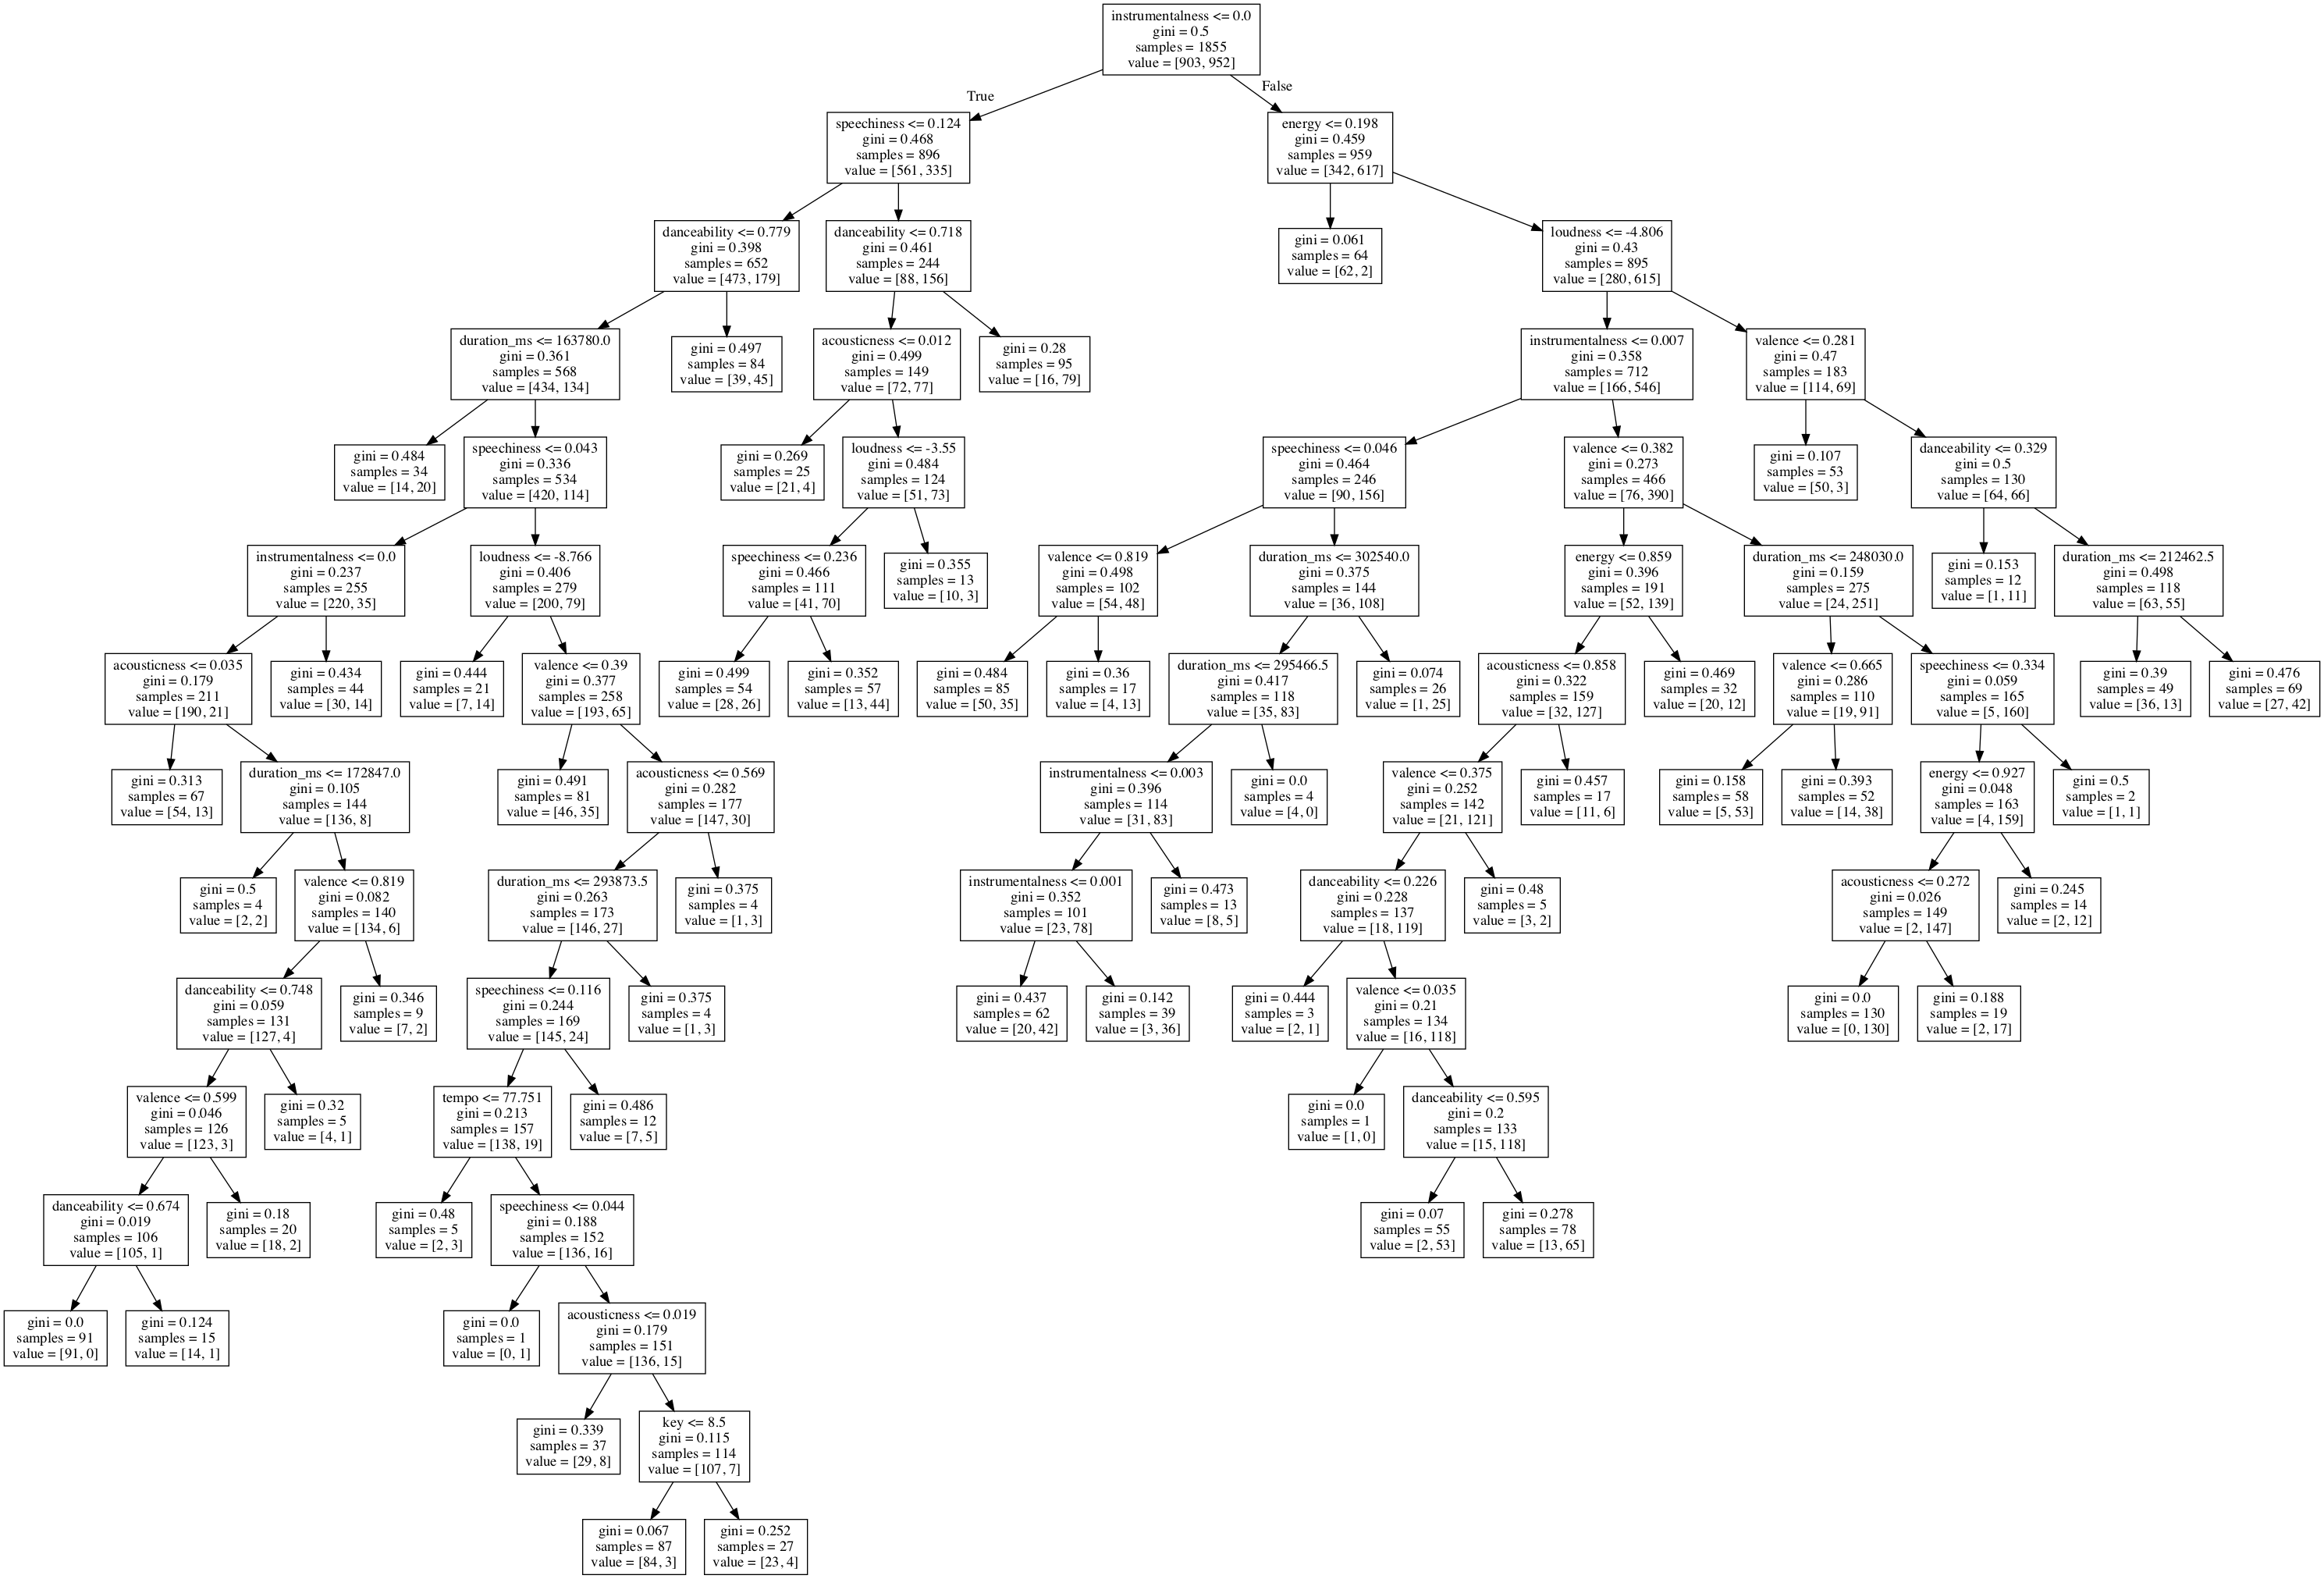 instrumentalness <= 0.0
gini = 0.5
samples = 1855
value = [903, 952]
True
False
speechiness <= 0.124
gini = 0.468
samples = 896
value = [561, 335]
energy <= 0.198
gini = 0.459
samples = 959
value = [342, 617]
danceability <= 0.779
gini = 0.398
samples = 652
value = [473, 179]
danceability <= 0.718
gini = 0.461
samples = 244
value = [88, 156]
gini = 0.061
samples = 64
value = [62, 2]
loudness <= -4.806
gini = 0.43
samples = 895
value = [280, 615]
duration_ms <= 163780.0
gini = 0.361
samples = 568
value = [434, 134]
gini = 0.497
samples = 84
value = [39, 45]
acousticness <= 0.012
gini = 0.499
samples = 149
value = [72, 77]
gini = 0.28
samples = 95
value = [16, 79]
instrumentalness <= 0.007
gini = 0.358
samples = 712
value = [166, 546]
valence <= 0.281
gini = 0.47
samples = 183
value = [114, 69]
gini = 0.484
samples = 34
value = [14, 20]
speechiness <= 0.043
gini = 0.336
samples = 534
value = [420, 114]
gini = 0.269
samples = 25
value = [21, 4]
loudness <= -3.55
gini = 0.484
samples = 124
value = [51, 73]
speechiness <= 0.046
gini = 0.464
samples = 246
value = [90, 156]
valence <= 0.382
gini = 0.273
samples = 466
value = [76, 390]
gini = 0.107
samples = 53
value = [50, 3]
danceability <= 0.329
gini = 0.5
samples = 130
value = [64, 66]
instrumentalness <= 0.0
gini = 0.237
samples = 255
value = [220, 35]
loudness <= -8.766
gini = 0.406
samples = 279
value = [200, 79]
speechiness <= 0.236
gini = 0.466
samples = 111
value = [41, 70]
gini = 0.355
samples = 13
value = [10, 3]
valence <= 0.819
gini = 0.498
samples = 102
value = [54, 48]
duration_ms <= 302540.0
gini = 0.375
samples = 144
value = [36, 108]
energy <= 0.859
gini = 0.396
samples = 191
value = [52, 139]
duration_ms <= 248030.0
gini = 0.159
samples = 275
value = [24, 251]
gini = 0.153
samples = 12
value = [1, 11]
duration_ms <= 212462.5
gini = 0.498
samples = 118
value = [63, 55]
acousticness <= 0.035
gini = 0.179
samples = 211
value = [190, 21]
gini = 0.434
samples = 44
value = [30, 14]
gini = 0.444
samples = 21
value = [7, 14]
valence <= 0.39
gini = 0.377
samples = 258
value = [193, 65]
gini = 0.499
samples = 54
value = [28, 26]
gini = 0.352
samples = 57
value = [13, 44]
gini = 0.484
samples = 85
value = [50, 35]
gini = 0.36
samples = 17
value = [4, 13]
duration_ms <= 295466.5
gini = 0.417
samples = 118
value = [35, 83]
gini = 0.074
samples = 26
value = [1, 25]
acousticness <= 0.858
gini = 0.322
samples = 159
value = [32, 127]
gini = 0.469
samples = 32
value = [20, 12]
valence <= 0.665
gini = 0.286
samples = 110
value = [19, 91]
speechiness <= 0.334
gini = 0.059
samples = 165
value = [5, 160]
gini = 0.39
samples = 49
value = [36, 13]
gini = 0.476
samples = 69
value = [27, 42]
gini = 0.313
samples = 67
value = [54, 13]
duration_ms <= 172847.0
gini = 0.105
samples = 144
value = [136, 8]
gini = 0.491
samples = 81
value = [46, 35]
acousticness <= 0.569
gini = 0.282
samples = 177
value = [147, 30]
instrumentalness <= 0.003
gini = 0.396
samples = 114
value = [31, 83]
gini = 0.0
samples = 4
value = [4, 0]
valence <= 0.375
gini = 0.252
samples = 142
value = [21, 121]
gini = 0.457
samples = 17
value = [11, 6]
gini = 0.158
samples = 58
value = [5, 53]
gini = 0.393
samples = 52
value = [14, 38]
energy <= 0.927
gini = 0.048
samples = 163
value = [4, 159]
gini = 0.5
samples = 2
value = [1, 1]
gini = 0.5
samples = 4
value = [2, 2]
valence <= 0.819
gini = 0.082
samples = 140
value = [134, 6]
duration_ms <= 293873.5
gini = 0.263
samples = 173
value = [146, 27]
gini = 0.375
samples = 4
value = [1, 3]
instrumentalness <= 0.001
gini = 0.352
samples = 101
value = [23, 78]
gini = 0.473
samples = 13
value = [8, 5]
danceability <= 0.226
gini = 0.228
samples = 137
value = [18, 119]
gini = 0.48
samples = 5
value = [3, 2]
acousticness <= 0.272
gini = 0.026
samples = 149
value = [2, 147]
gini = 0.245
samples = 14
value = [2, 12]
danceability <= 0.748
gini = 0.059
samples = 131
value = [127, 4]
gini = 0.346
samples = 9
value = [7, 2]
speechiness <= 0.116
gini = 0.244
samples = 169
value = [145, 24]
gini = 0.375
samples = 4
value = [1, 3]
gini = 0.437
samples = 62
value = [20, 42]
gini = 0.142
samples = 39
value = [3, 36]
gini = 0.444
samples = 3
value = [2, 1]
valence <= 0.035
gini = 0.21
samples = 134
value = [16, 118]
gini = 0.0
samples = 130
value = [0, 130]
gini = 0.188
samples = 19
value = [2, 17]
valence <= 0.599
gini = 0.046
samples = 126
value = [123, 3]
gini = 0.32
samples = 5
value = [4, 1]
tempo <= 77.751
gini = 0.213
samples = 157
value = [138, 19]
gini = 0.486
samples = 12
value = [7, 5]
gini = 0.0
samples = 1
value = [1, 0]
danceability <= 0.595
gini = 0.2
samples = 133
value = [15, 118]
danceability <= 0.674
gini = 0.019
samples = 106
value = [105, 1]
gini = 0.18
samples = 20
value = [18, 2]
gini = 0.48
samples = 5
value = [2, 3]
speechiness <= 0.044
gini = 0.188
samples = 152
value = [136, 16]
gini = 0.07
samples = 55
value = [2, 53]
gini = 0.278
samples = 78
value = [13, 65]
gini = 0.0
samples = 91
value = [91, 0]
gini = 0.124
samples = 15
value = [14, 1]
gini = 0.0
samples = 1
value = [0, 1]
acousticness <= 0.019
gini = 0.179
samples = 151
value = [136, 15]
gini = 0.339
samples = 37
value = [29, 8]
key <= 8.5
gini = 0.115
samples = 114
value = [107, 7]
gini = 0.067
samples = 87
value = [84, 3]
gini = 0.252
samples = 27
value = [23, 4]